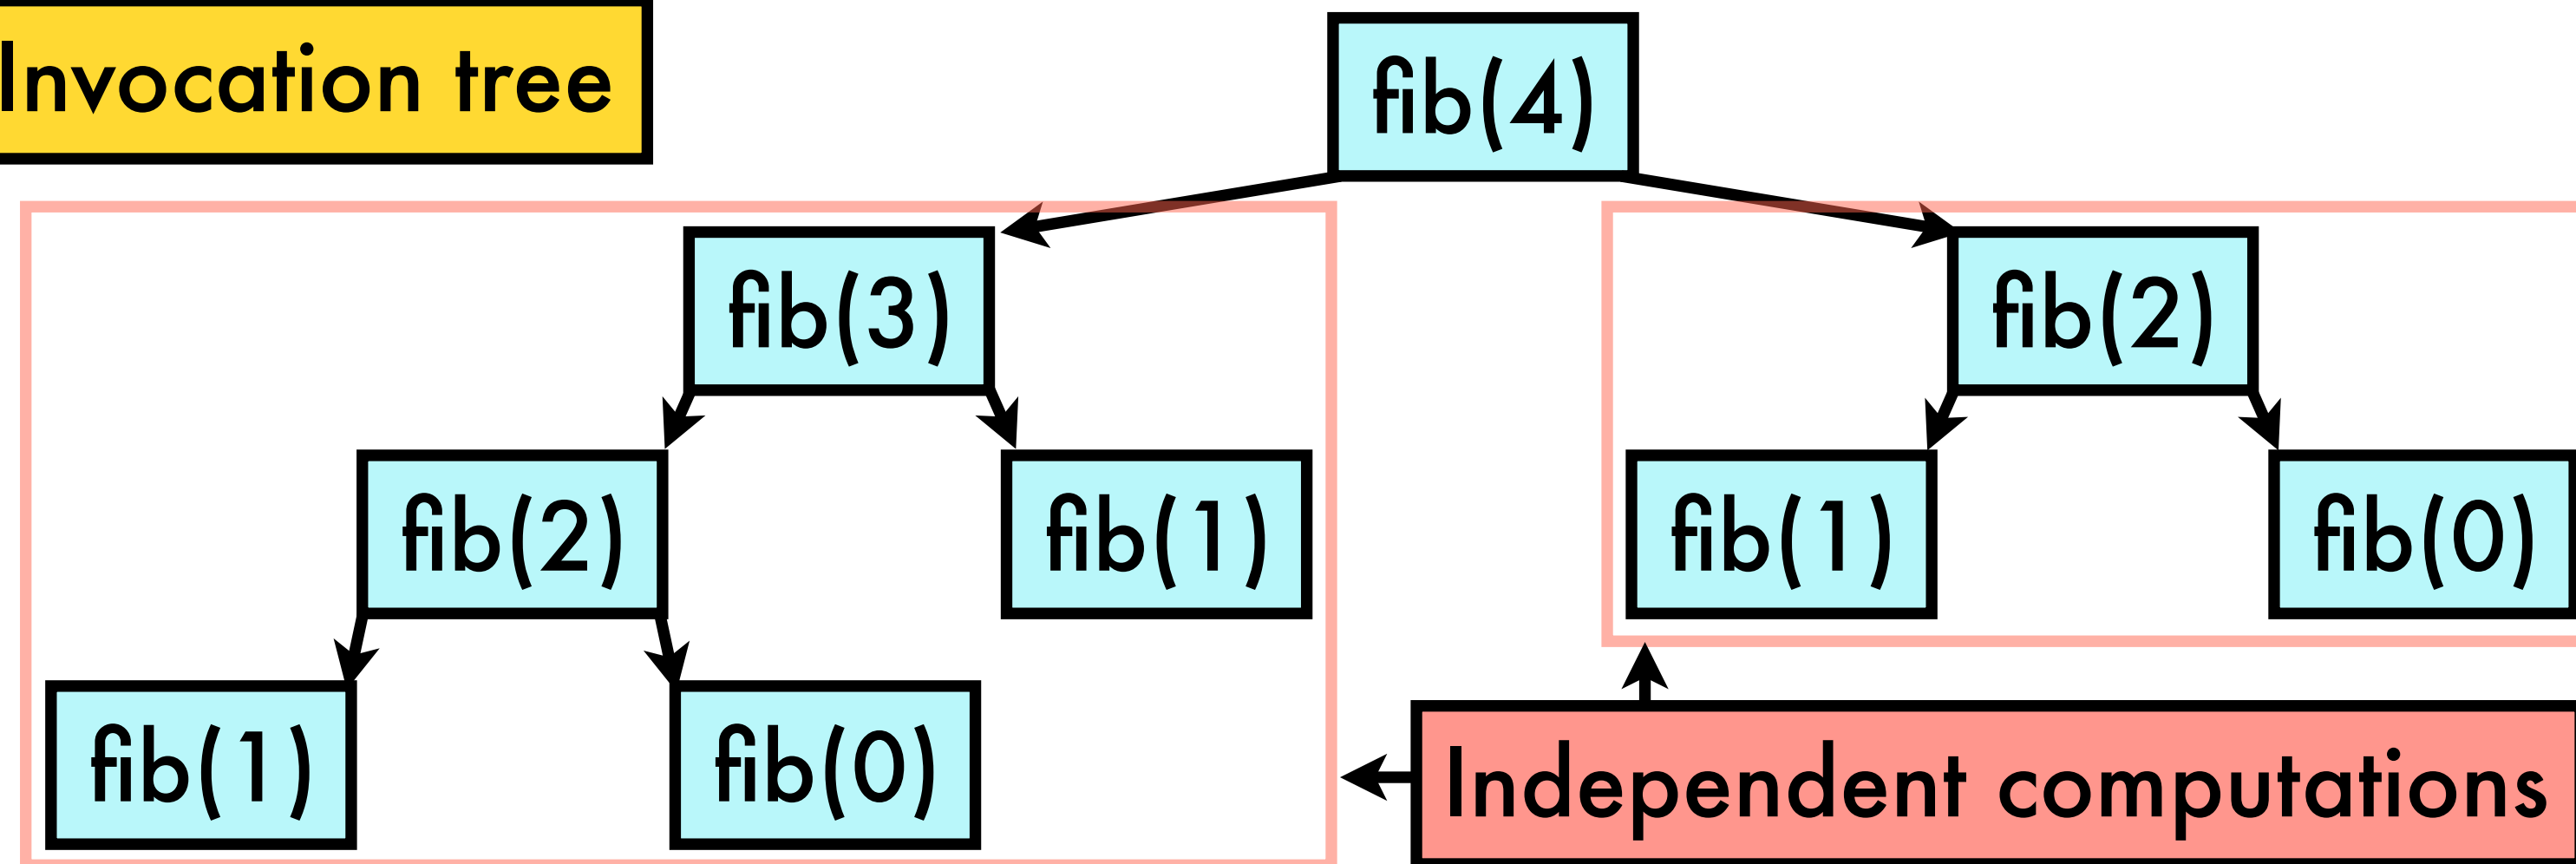 Invocation tree
fib(4)
fib(3)
fib(2)
fib(2)
fib(1)
fib(1)
fib(0)
fib(1)
fib(0)
Independent computations